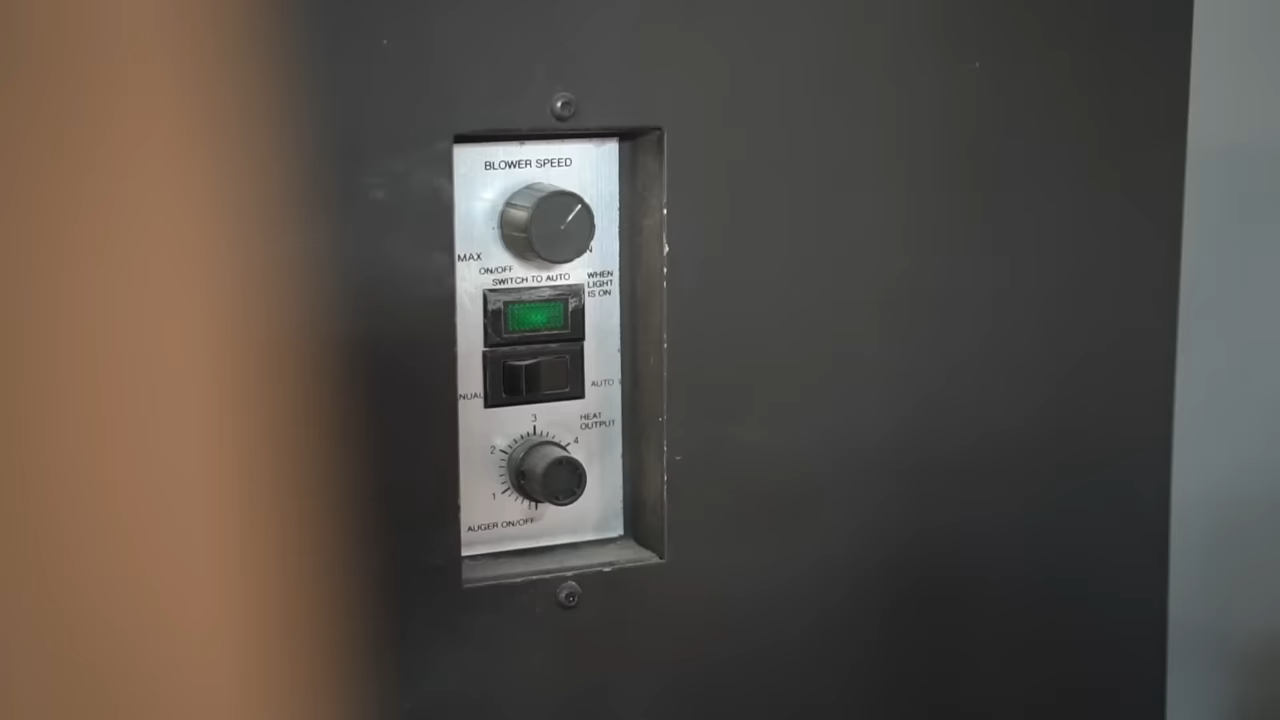 BLOWER SPEED
MAX
N
ON/OFF
SWITCH TO AUTO
WHEN
LIGHT
IS ON
NUAL
AUTO
HEAT
OUTPUT
3
2
4
1
AUGER ON/OFF